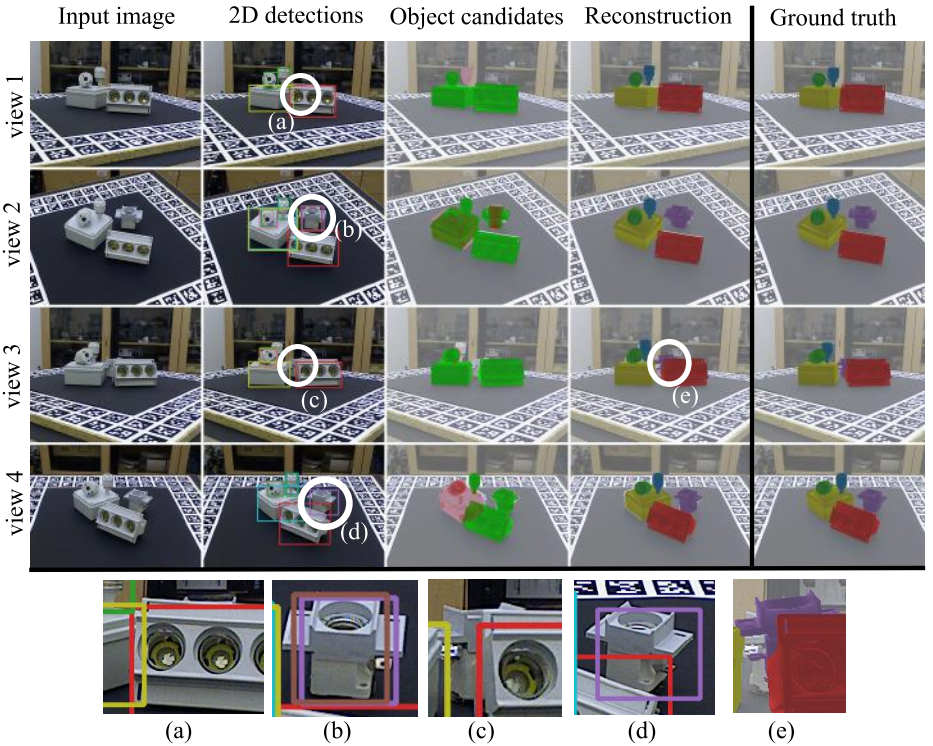 Input image 2D detections Object candidates Reconstruction Ground truth
view 1
(a)
view 2
(b)
view 3
(c)
(e)
view 4
(d)
(a) (b) (c) (d) (e)